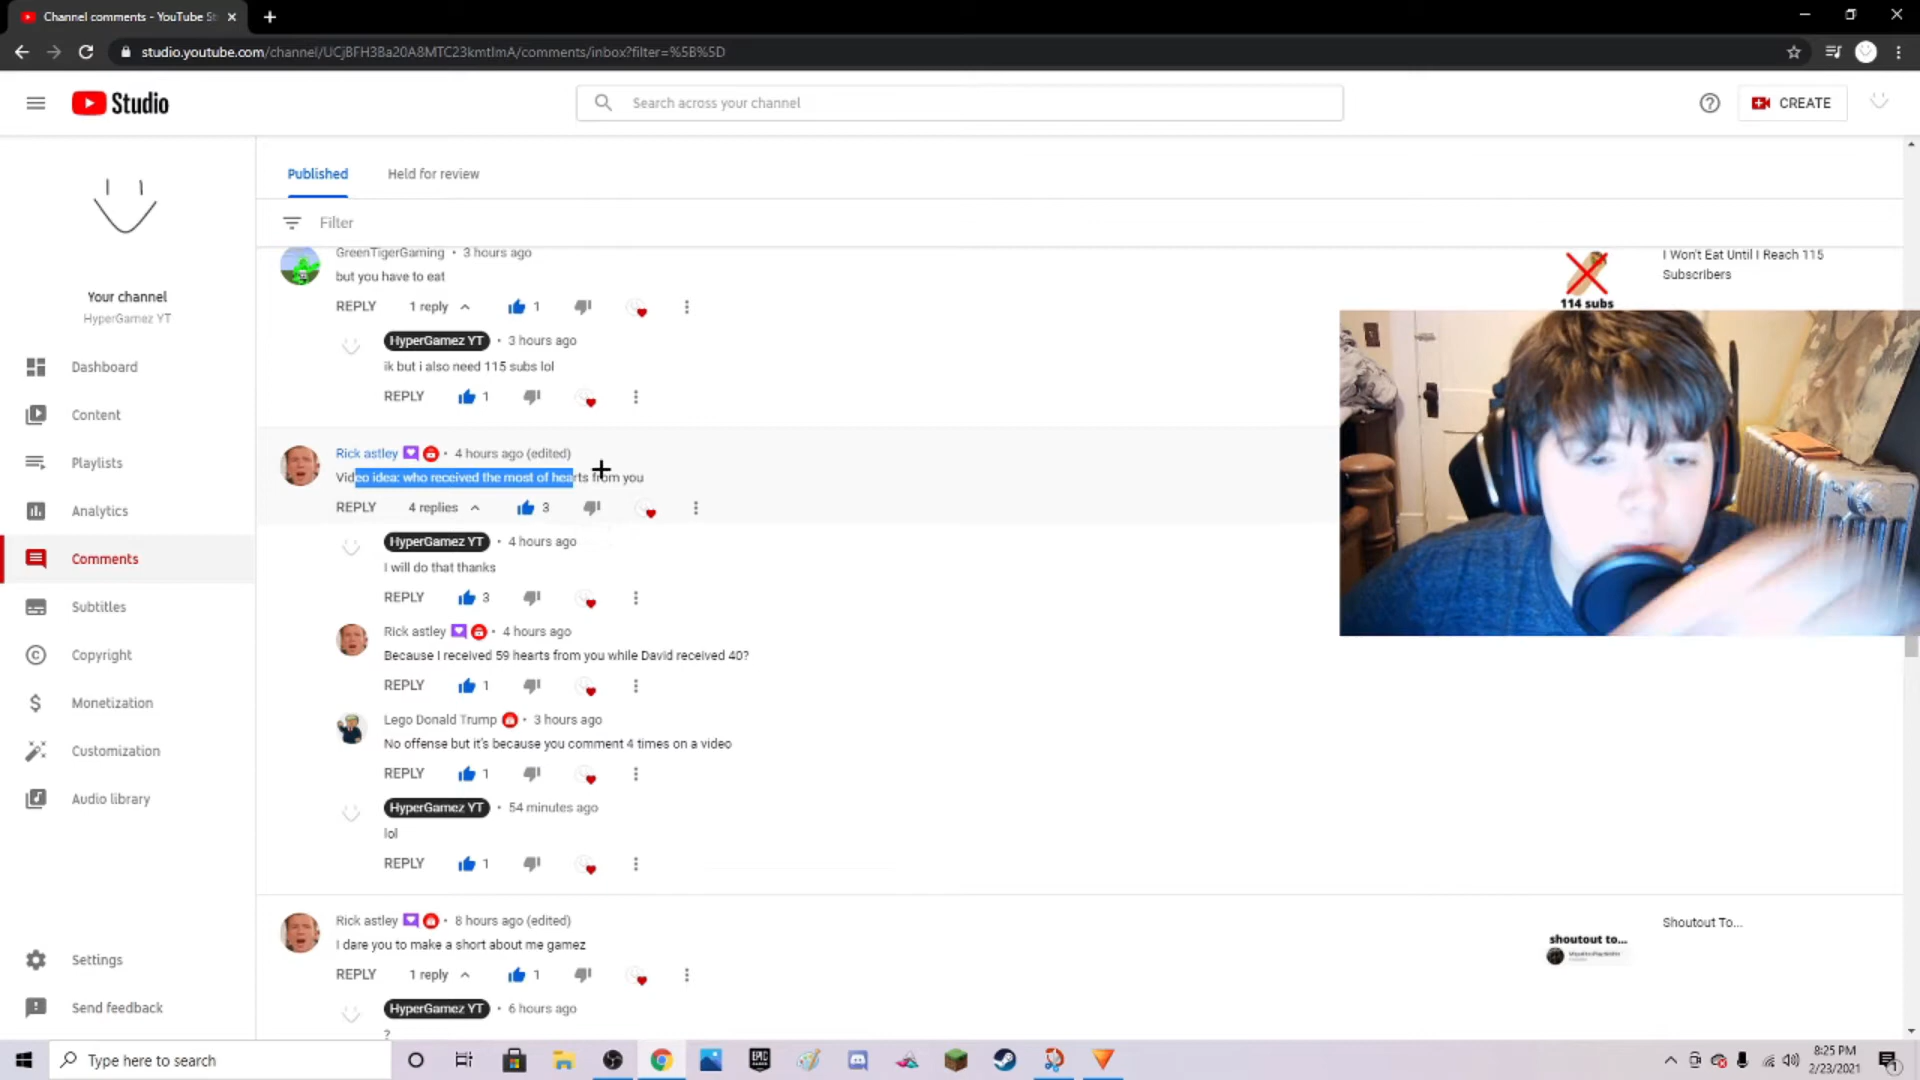 Channel comments - YouTube St
studio.youtube.com/channel/UCjBFH3Ba20A8MTC23kmtImA/comments/inbox?filter=%5B%5D
Studio
Search across your channel
CREATE
Your channel
HyperGamez YT
Dashboard
Content
Playlists
Analytics
Comments
Subtitles
Copyright
Monetization
Customization
Audio library
Settings
Send feedback
Published
Held for review
Filter
GreenTigerGaming • 3 hours ago
but you have to eat
REPLY 1 reply 1
HyperGamez YT • 3 hours ago
ik but i also need 115 subs lol
REPLY 1
I Won't Eat Until I Reach 115
Subscribers
114 subs
Rick astley • 4 hours ago (edited)
Video idea: who received the most of hearts from you
REPLY 4 replies 3
HyperGamez YT • 4 hours ago
I will do that thanks
REPLY 3
Rick astley • 4 hours ago
Because I received 59 hearts from you while David received 40?
REPLY 1
Lego Donald Trump • 3 hours ago
No offense but it's because you comment 4 times on a video
REPLY 1
HyperGamez YT • 54 minutes ago
lol
REPLY 1
Rick astley • 8 hours ago (edited)
I dare you to make a short about me gamez
REPLY 1 reply 1
HyperGamez YT • 6 hours ago
?
Shoutout To...
shoutout to...
Type here to search
EPIC
8:25 PM
2/23/2021
1